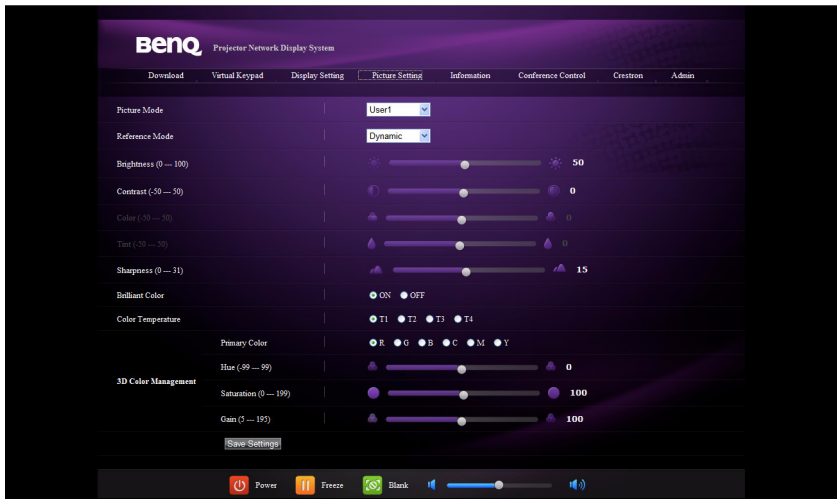 BenQ Projector Network Display System
Download Virtual Keypad Display Setting Picture Setting Information Conference Control Crestron Admin
Picture Mode User1
Reference Mode Dynamic
Brightness (0 --- 100) 50
Contrast (-50 --- 50) 0
Color (-50 --- 50) 0
Tint (-50 --- 50) 0
Sharpness (0 --- 31) 15
Brilliant Color ON OFF
Color Temperature T1 T2 T3 T4
Primary Color R G B C M Y
Hue (-99 --- 99) 0
3D Color Management
Saturation (0 --- 199) 100
Gain (5 --- 195) 100
Save Settings
Power Freeze Blank